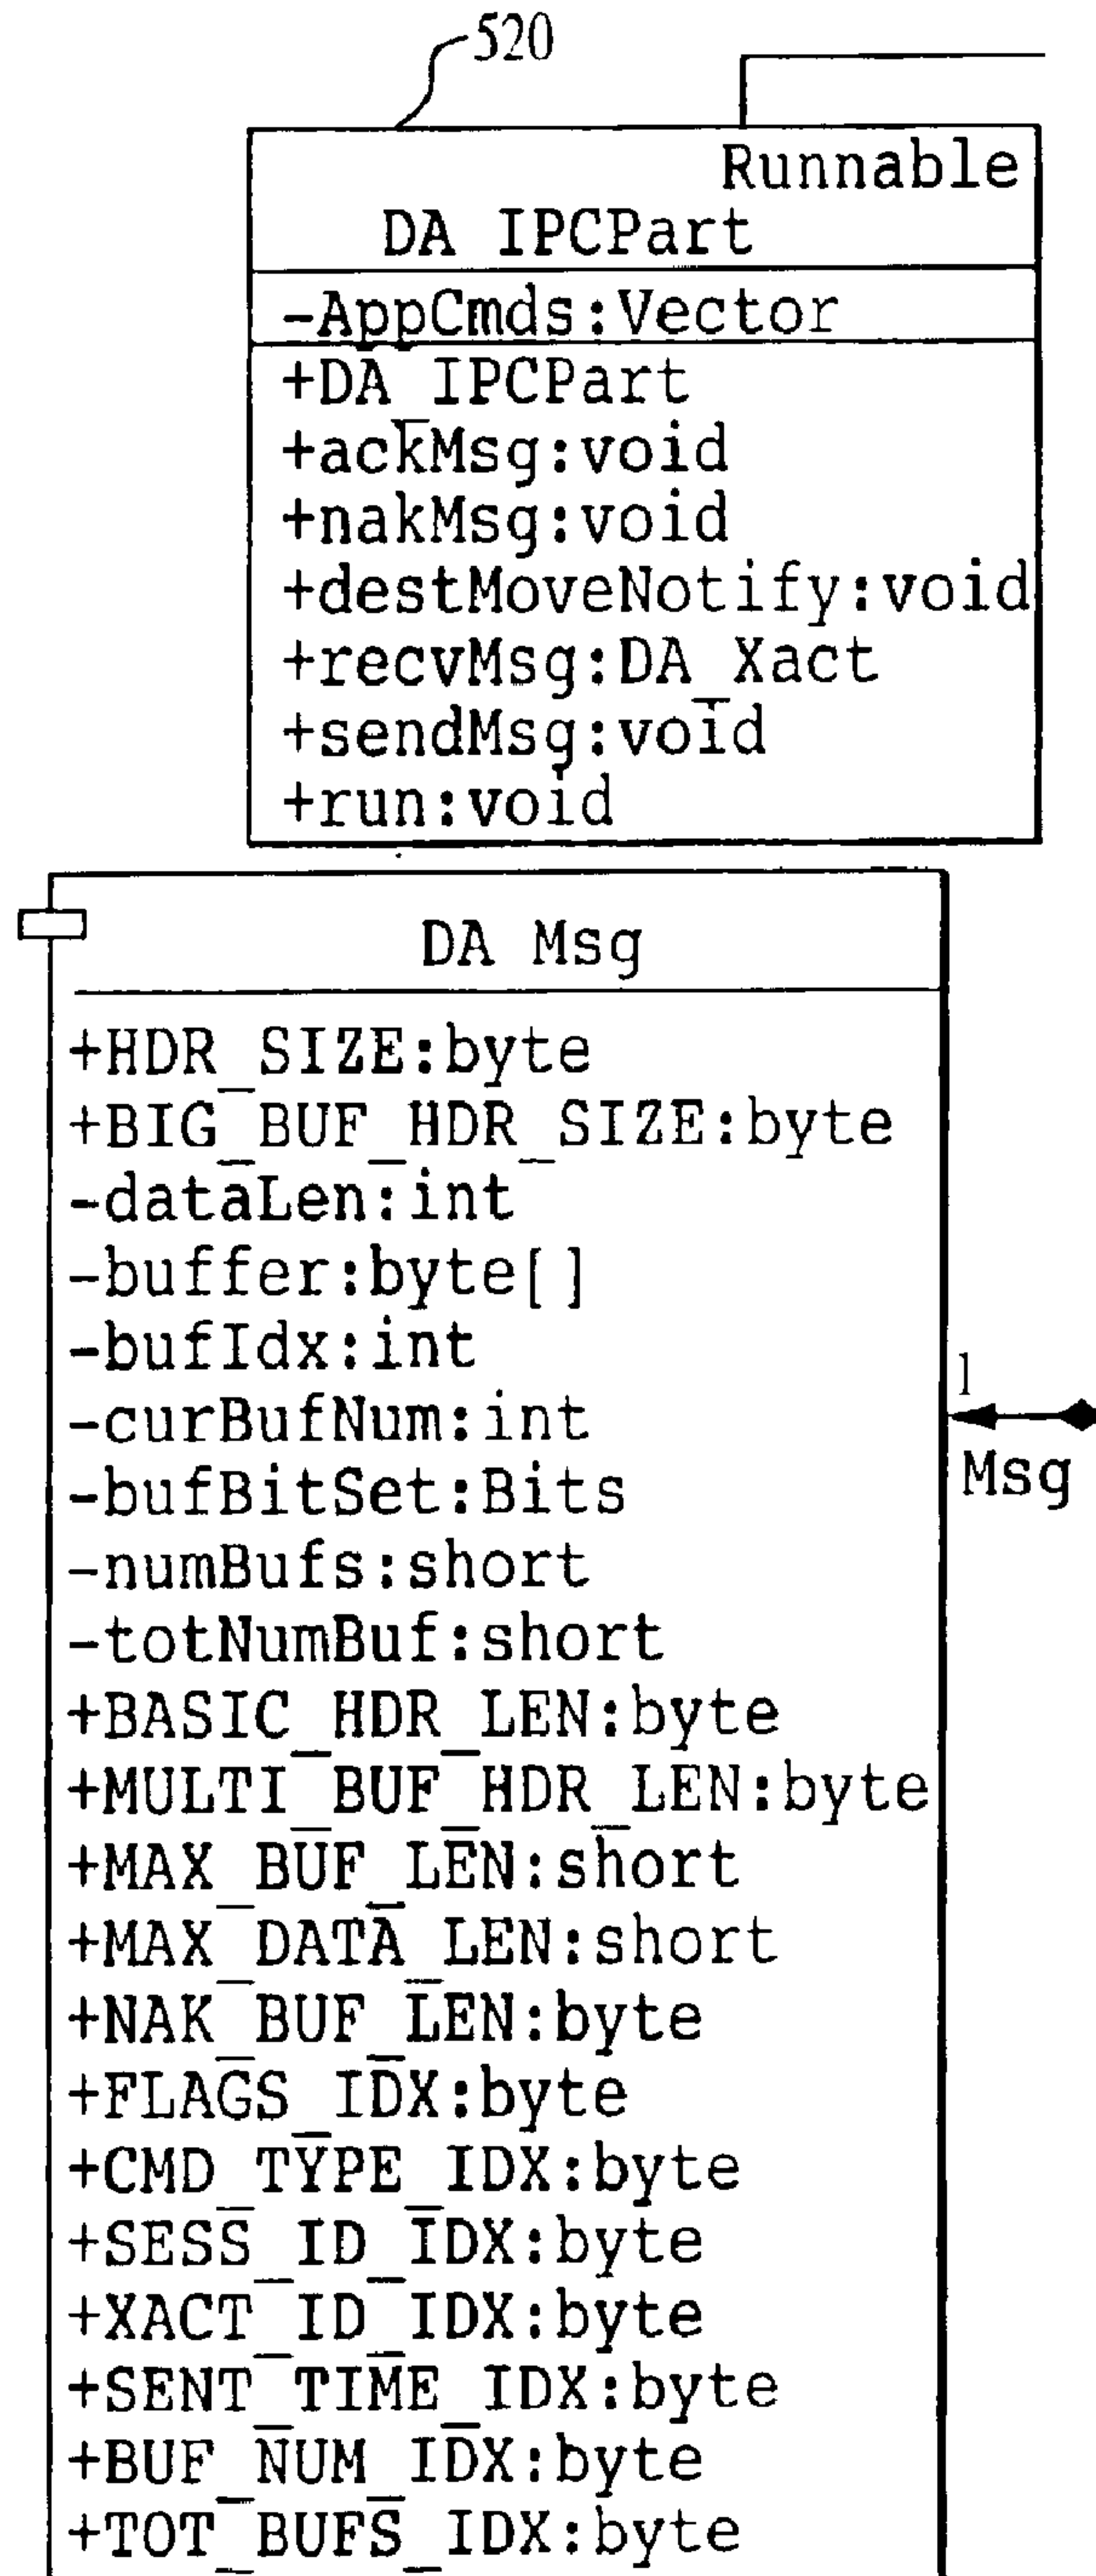 520
Runnable
DA IPCPart
-AppCmds:Vector
+DA_IPCPart
+ackMsg:void
+nakMsg:void
+destMoveNotify:void
+recvMsg:DA_Xact
+sendMsg:void
+run:void
DA Msg
+HDR_SIZE:byte
+BIG_BUF_HDR_SIZE:byte
-dataLen:int
-buffer:byte[]
-bufIdx:int
-curBufNum:int
-bufBitSet:Bits
-numBufs:short
-totNumBuf:short
+BASIC_HDR_LEN:byte
+MULTI_BUF_HDR_LEN:byte
+MAX_BUF_LEN:short
+MAX_DATA_LEN:short
+NAK_BUF_LEN:byte
+FLAGS_IDX:byte
+CMD_TYPE_IDX:byte
+SESS_ID_IDX:byte
+XACT_ID_IDX:byte
+SENT_TIME_IDX:byte
+BUF_NUM_IDX:byte
+TOT_BUFS_IDX:byte
1
Msg